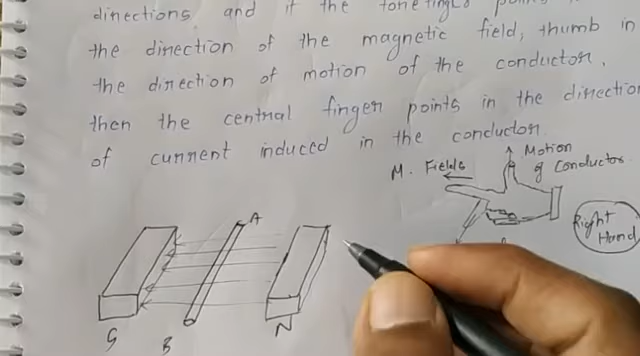 directions, and if the forefinger points
the direction of the magnetic field, thumb in
the direction of motion of the conductor,
then the central finger points in the direction
of current induced in the conductor.
M. Fields
Motion
of Conductor
Right
Hand
A
B
S
N